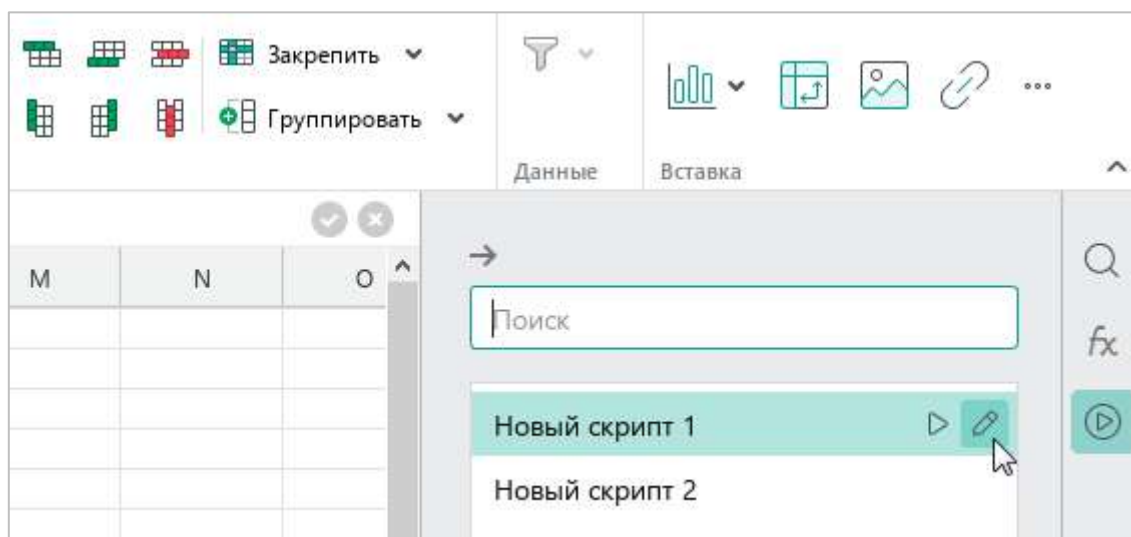 Закрепить
Группировать
Данные
Вставка
M N O
Поиск
fx
Новый скрипт 1
Новый скрипт 2